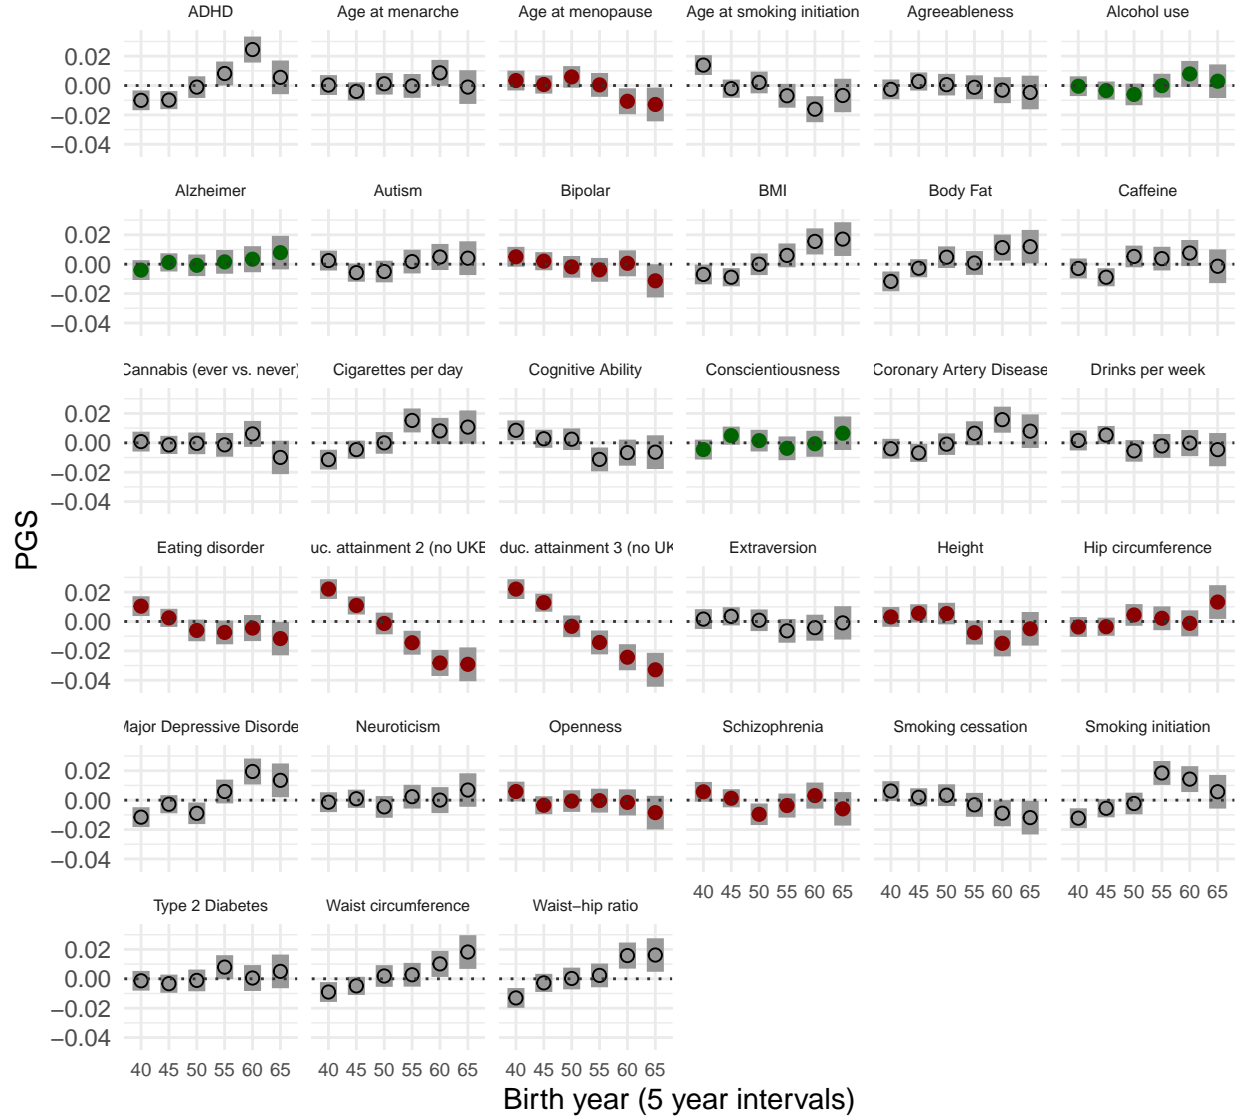 ADHD
Age at menarche
Age at menopause
Age at smoking initiation
Agreeableness
Alcohol use
0.02
0.00
−0.02
−0.04
Alzheimer
Autism
Bipolar
BMI
Body Fat
Caffeine
0.02
0.00
−0.02
−0.04
Cannabis (ever vs. never)
Cigarettes per day
Cognitive Ability
Conscientiousness
Coronary Artery Disease
Drinks per week
0.02
0.00
−0.02
−0.04
PGS
Eating disorder
uc. attainment 2 (no UKB
duc. attainment 3 (no UK
Extraversion
Height
Hip circumference
0.02
0.00
−0.02
−0.04
Major Depressive Disorde
Neuroticism
Openness
Schizophrenia
Smoking cessation
Smoking initiation
0.02
0.00
−0.02
−0.04
40 45 50 55 60 65
40 45 50 55 60 65
40 45 50 55 60 65
Type 2 Diabetes
Waist circumference
Waist−hip ratio
0.02
0.00
−0.02
−0.04
40 45 50 55 60 65
40 45 50 55 60 65
40 45 50 55 60 65
Birth year (5 year intervals)